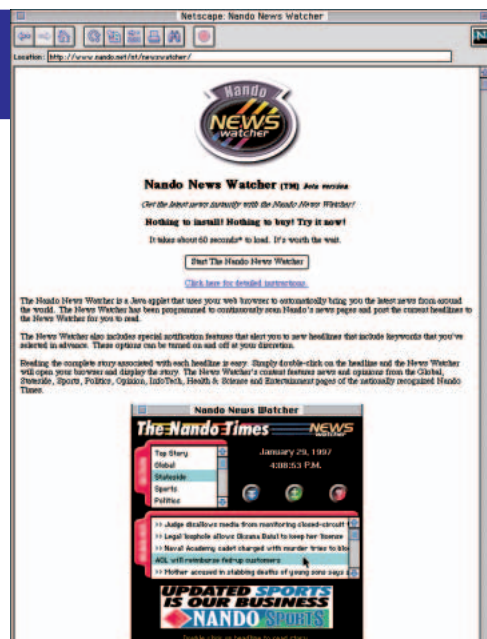 Netscape: Nando News Watcher
N
Location: http://www.nando.net/nt/newswatcher/
Nando
NEWS
watcher
Nando News Watcher (TM) beta version
Get the latest news instantly with the Nando News Watcher!
Nothing to install! Nothing to buy! Try it now!
It takes about 60 seconds* to load. It's worth the wait.
Start The Nando News Watcher
Click here for detailed instructions.
The Nando News Watcher is a Java applet that uses your web browser to automatically bring you the latest news from around
the world. The News Watcher has been programmed to continuously scan Nando's news pages and post the current headlines to
the News Watcher for you to read.
The News Watcher also includes special notification features that alert you to new headlines that include keywords that you've
selected in advance. These options can be turned on and off at your discretion.
Reading the complete story associated with each headline is easy. Simply double-click on the headline and the News Watcher
will open your browser and display the story. The News Watcher's content features news and opinions from the Global,
Stateside, Sports, Politics, Opinion, InfoTech, Health & Science and Entertainment pages of the nationally recognized Nando
Times.
Nando News Watcher
The Nando Times
NEWS
Top Story
Global
Stateside
Sports
Politics
January 29, 1997
4:08:53 P.M.
>> Judge disallows media from monitoring closed-circuit
>> Legal loophole allows Oksana Baiul to keep her license
>> Naval Academy cadet charged with murder tries to blo
AOL will reimburse fed-up customers
>> Mother accused in stabbing deaths of young sons says
UPDATED SPORTS
IS OUR BUSINESS
NANDO SPORTS
Double click on headline to read story